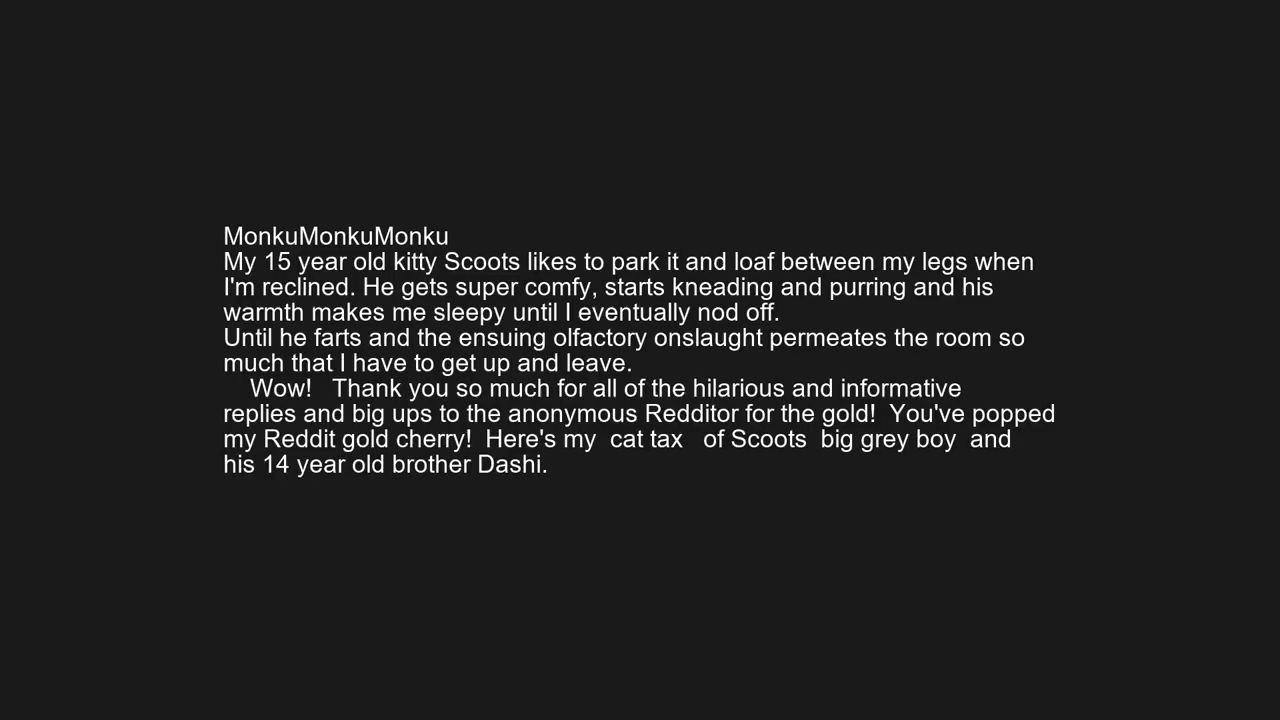 MonkuMonkuMonku
My 15 year old kitty Scoots likes to park it and loaf between my legs when
I'm reclined. He gets super comfy, starts kneading and purring and his
warmth makes me sleepy until I eventually nod off.
Until he farts and the ensuing olfactory onslaught permeates the room so
much that I have to get up and leave.
    Wow!   Thank you so much for all of the hilarious and informative
replies and big ups to the anonymous Redditor for the gold!  You've popped
my Reddit gold cherry!  Here's my  cat tax   of Scoots  big grey boy  and
his 14 year old brother Dashi.